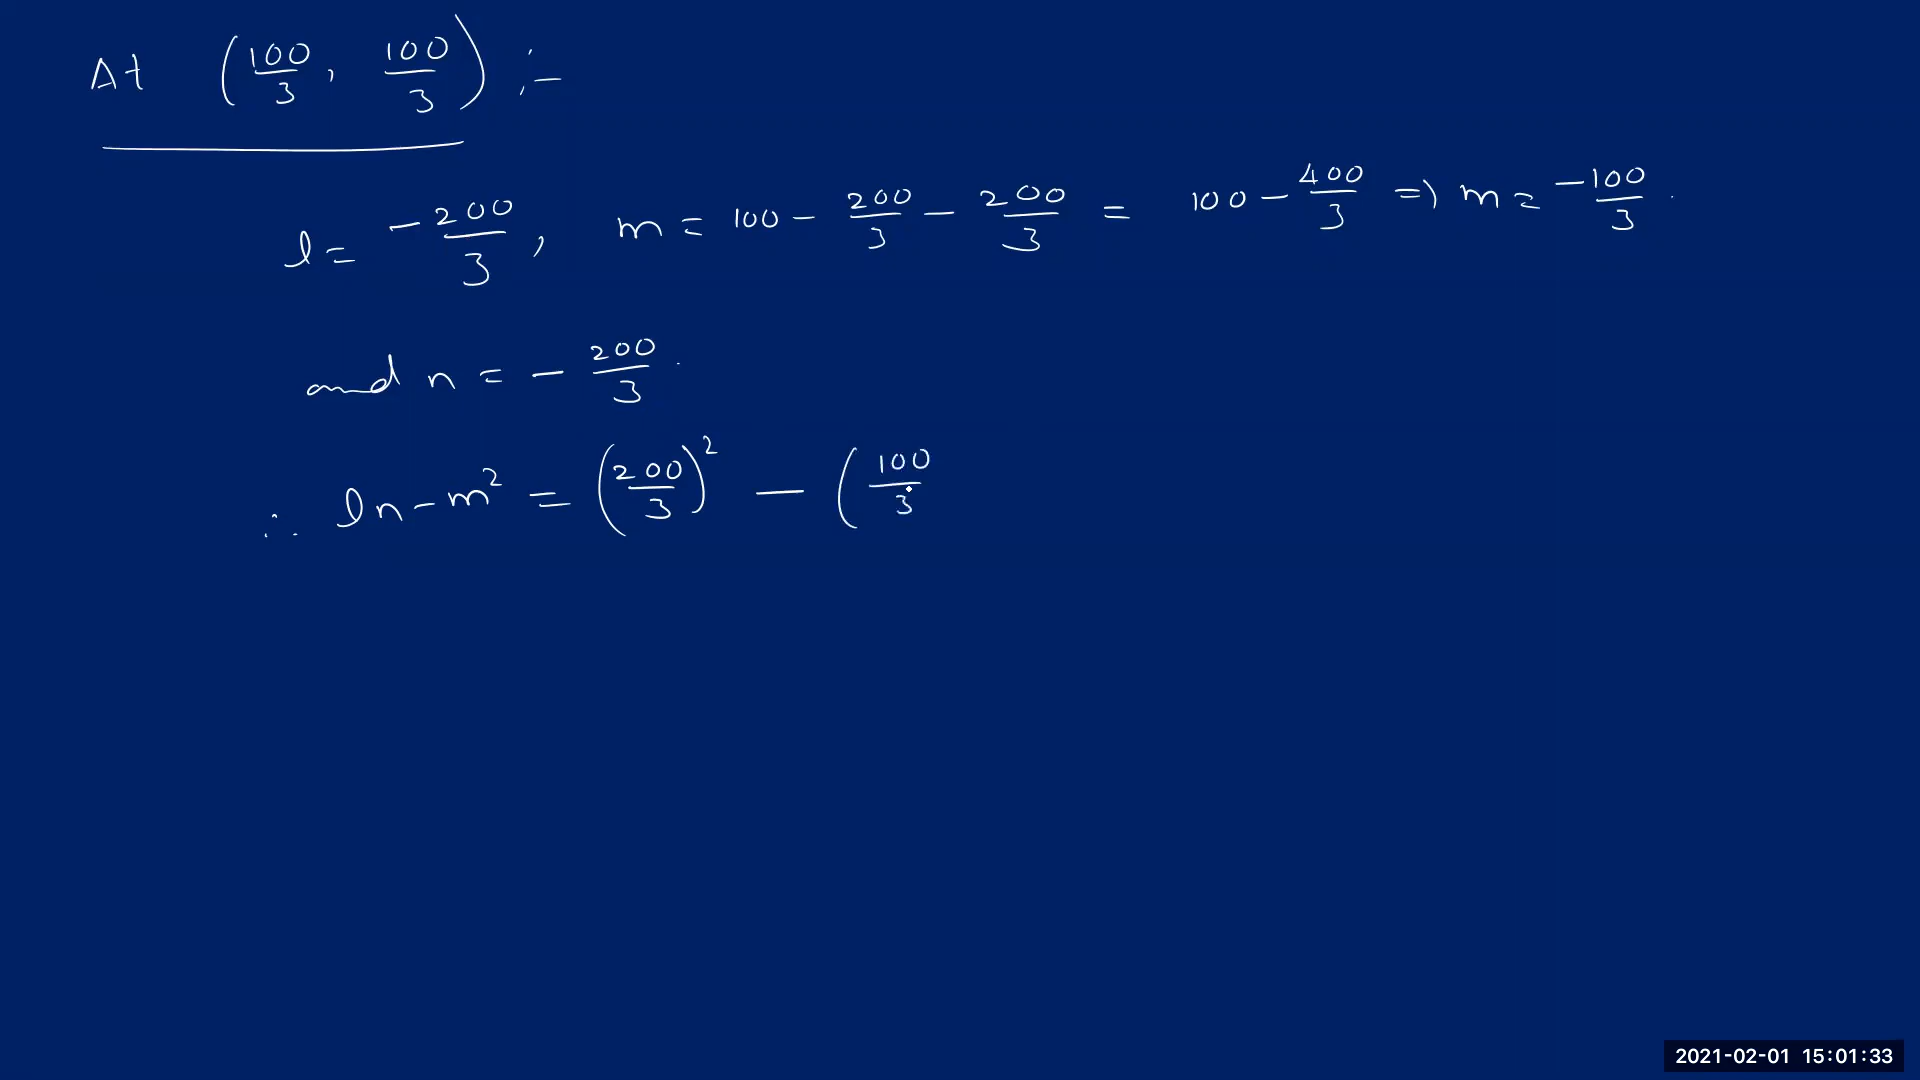 At (100/3, 100/3) :-
l = -200/3, m = 100 - 200/3 - 200/3 = 100 - 400/3 => m = -100/3.
and n = - 200/3.
∴ ln - m² = (200/3)² - (100/3
2021-02-01 15:01:33